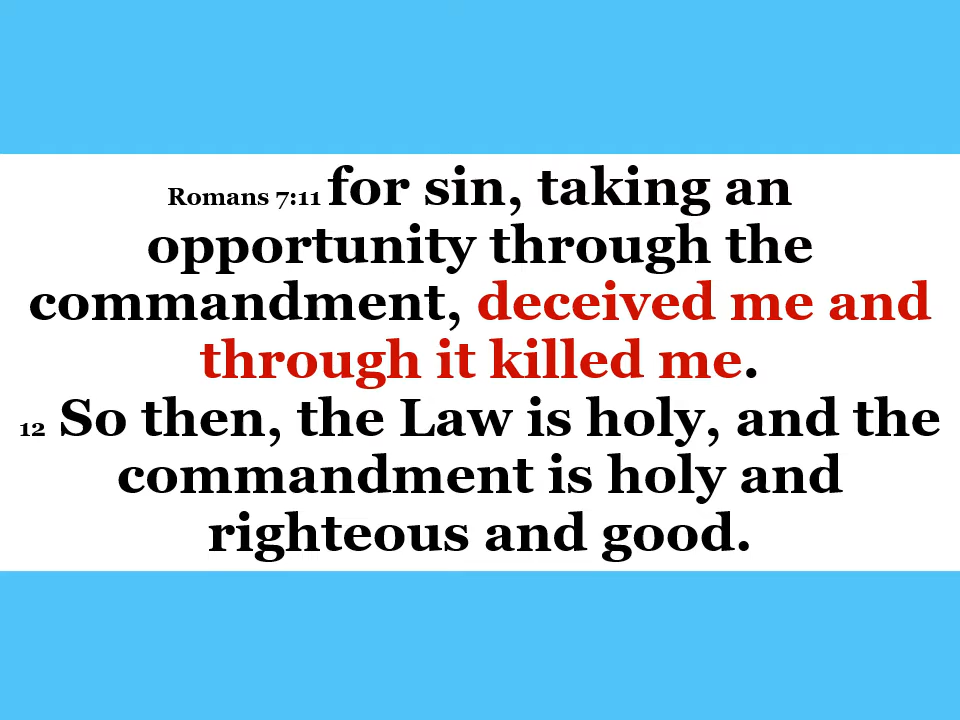 Romans 7:11 for sin, taking an
opportunity through the
commandment, deceived me and
through it killed me.
12 So then, the Law is holy, and the
commandment is holy and
righteous and good.